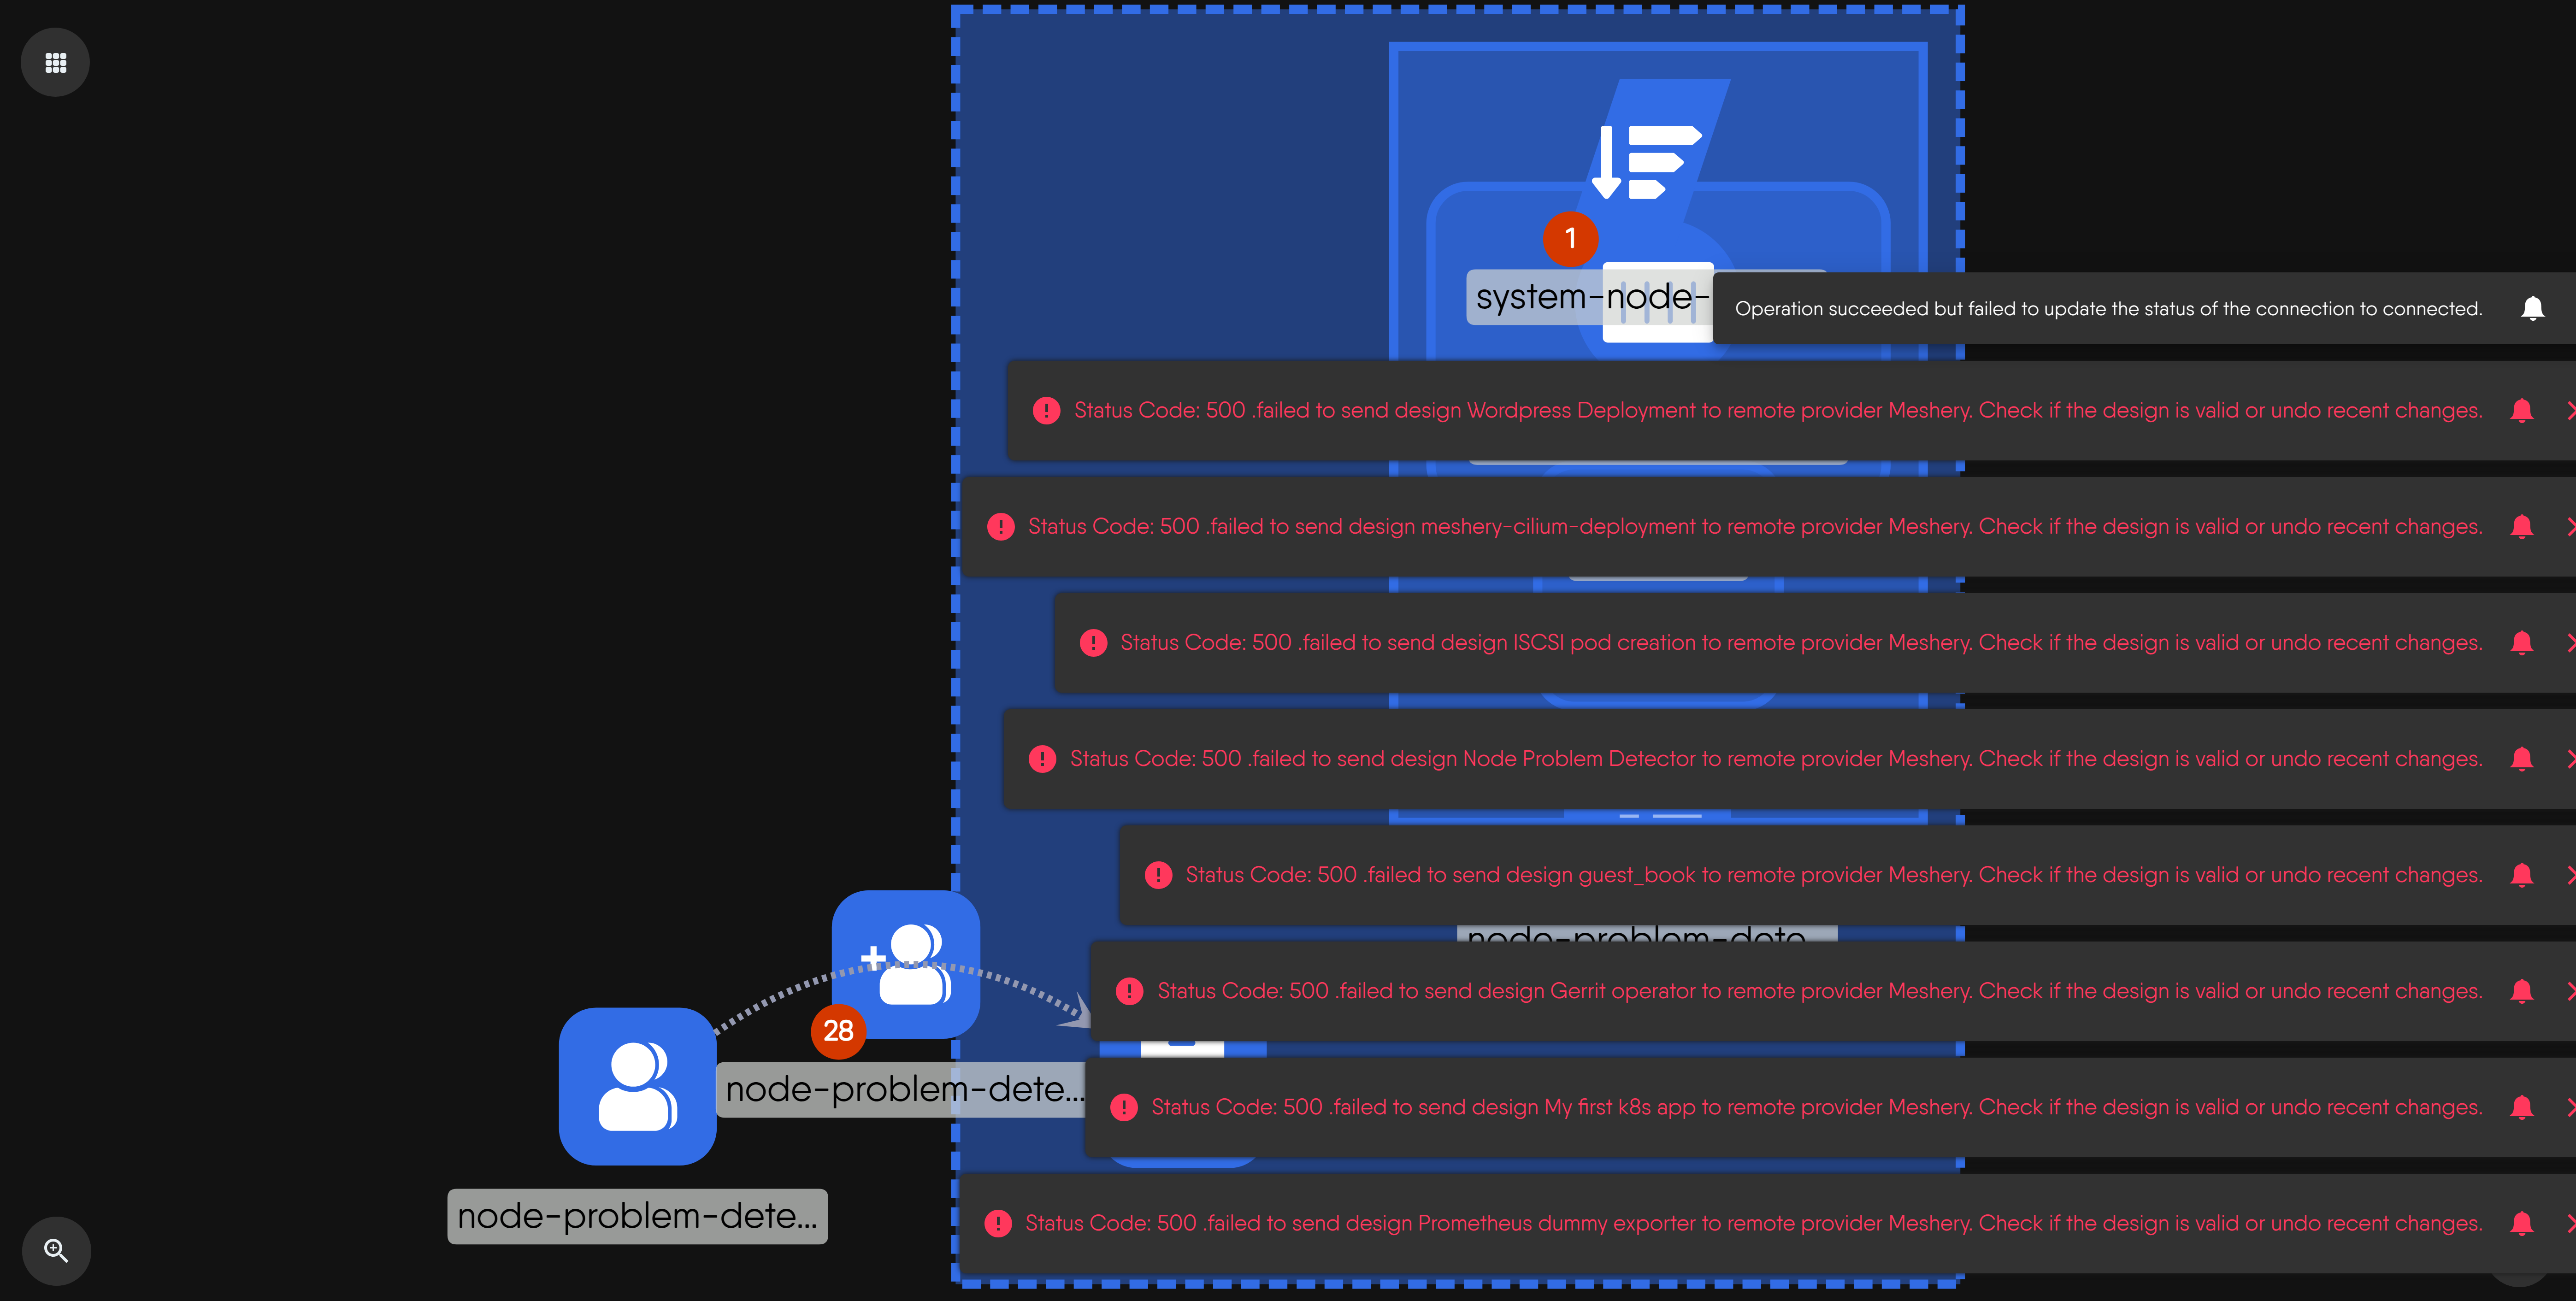 1
system-node-
Operation succeeded but failed to update the status of the connection to connected.
Status Code: 500 .failed to send design Wordpress Deployment to remote provider Meshery. Check if the design is valid or undo recent changes.
Status Code: 500 .failed to send design meshery-cilium-deployment to remote provider Meshery. Check if the design is valid or undo recent changes.
Status Code: 500 .failed to send design ISCSI pod creation to remote provider Meshery. Check if the design is valid or undo recent changes.
Status Code: 500 .failed to send design Node Problem Detector to remote provider Meshery. Check if the design is valid or undo recent changes.
Status Code: 500 .failed to send design guest_book to remote provider Meshery. Check if the design is valid or undo recent changes.
node-problem-dete...
Status Code: 500 .failed to send design Gerrit operator to remote provider Meshery. Check if the design is valid or undo recent changes.
28
node-problem-dete...
Status Code: 500 .failed to send design My first k8s app to remote provider Meshery. Check if the design is valid or undo recent changes.
node-problem-dete...
Status Code: 500 .failed to send design Prometheus dummy exporter to remote provider Meshery. Check if the design is valid or undo recent changes.